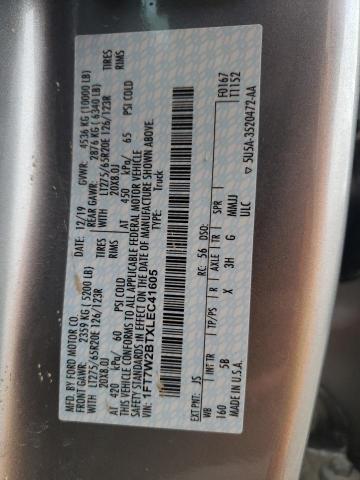 MFD. BY FORD MOTOR CO. 12/19 GVWR: 4536 KG (10000 LB)
FRONT GAWR: 2359 KG (5200 LB) REAR GAWR: 2876 KG (6340 LB)
LT275/65R20E 126/123R TIRES LT275/65R20E 126/123R TIRES
20X8.0J RIMS 20X8.0J RIMS
AT 420 kPa/ 60 PSI COLD AT 450 kPa/ 65 PSI COLD
THIS VEHICLE CONFORMS TO ALL APPLICABLE FEDERAL MOTOR VEHICLE
SAFETY STANDARDS IN EFFECT ON THE DATE OF MANUFACTURE SHOWN ABOVE.
VIN: 1FT7W2BTXLEC41605 TYPE: Truck
F0167
T1152
EXT PNT: JS RC: 56 DSO:
WB INT TR TP/PS R AXLE TR SPR
160 5B X 3H G MMJJ
MADE IN U.S.A. ULC
▽ 5U5A-3520472-AA